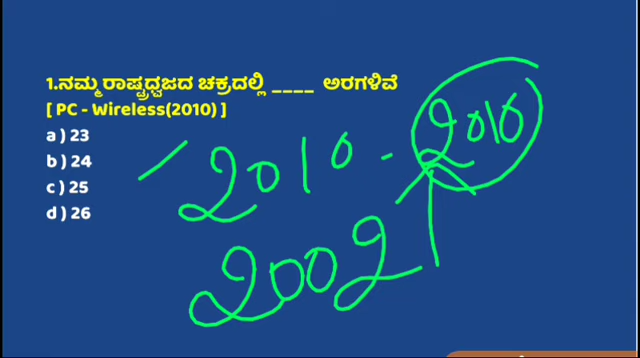 1.ನಮ್ಮ ರಾಷ್ಟ್ರಧ್ವಜದ ಚಕ್ರದಲ್ಲಿ ____ ಅರಗಳಿವೆ
[ PC - Wireless(2010) ]
a ) 23
b ) 24
c ) 25
d ) 26
2010 - 2010
2002